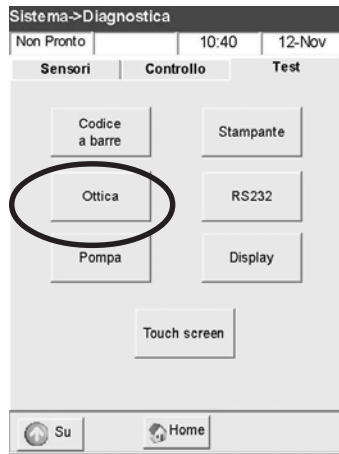 Sistema->Diagnostica
Non Pronto 10:40 12-Nov
Sensori Controllo Test
Codice
a barre
Stampante
Ottica
RS232
Pompa
Display
Touch screen
Su
Home